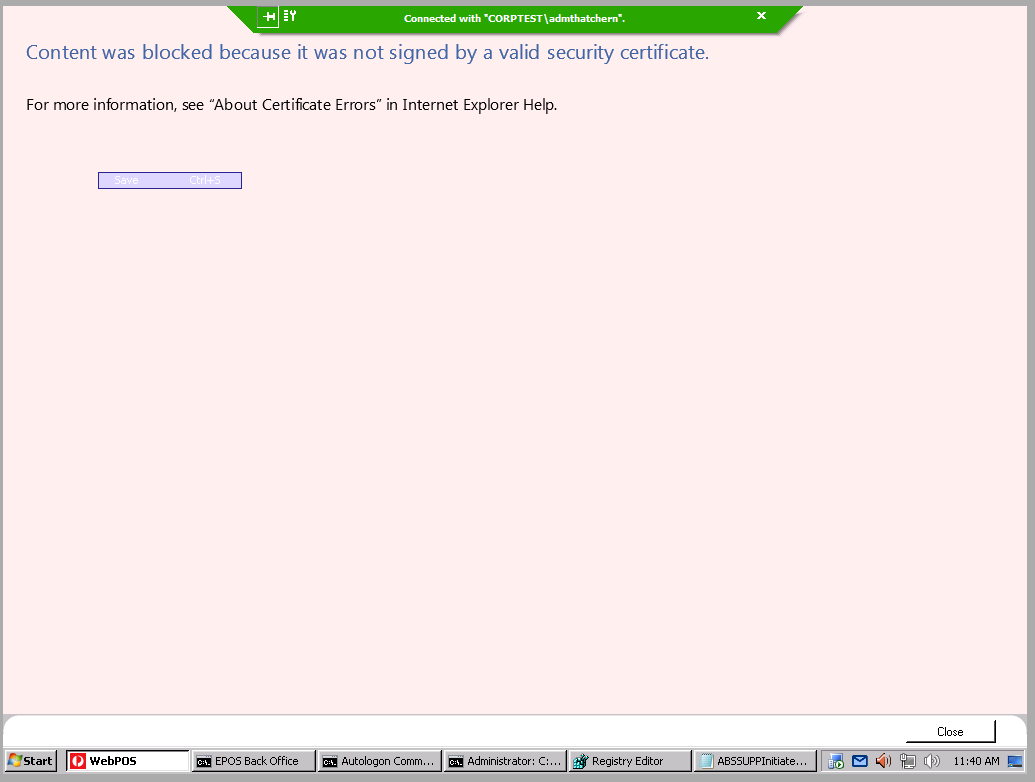 Connected with "CORPTEST\admthatchern".
Content was blocked because it was not signed by a valid security certificate.
For more information, see “About Certificate Errors” in Internet Explorer Help.
Save Ctrl+S
Close
Start WebPOS EPOS Back Office Autologon Comm... Administrator: C:... Registry Editor ABSSUPPInitiate... 11:40 AM